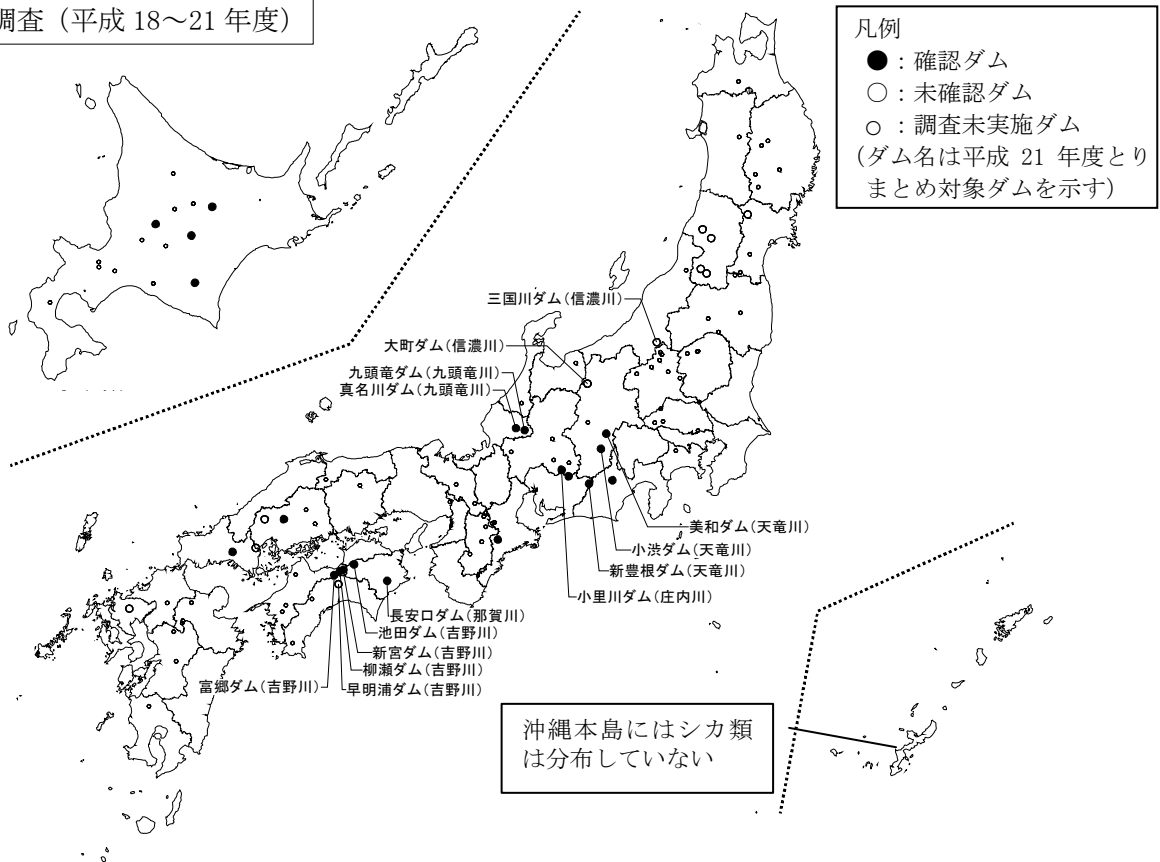 調査（平成 18～21 年度）
凡例
●：確認ダム
○：未確認ダム
○：調査未実施ダム
(ダム名は平成 21 年度とり
まとめ対象ダムを示す)
三国川ダム(信濃川)
大町ダム(信濃川)
九頭竜ダム(九頭竜川)
真名川ダム(九頭竜川)
美和ダム(天竜川)
小渋ダム(天竜川)
新豊根ダム(天竜川)
小里川ダム(庄内川)
長安口ダム(那賀川)
池田ダム(吉野川)
新宮ダム(吉野川)
柳瀬ダム(吉野川)
富郷ダム(吉野川)
早明浦ダム(吉野川)
沖縄本島にはシカ類
は分布していない